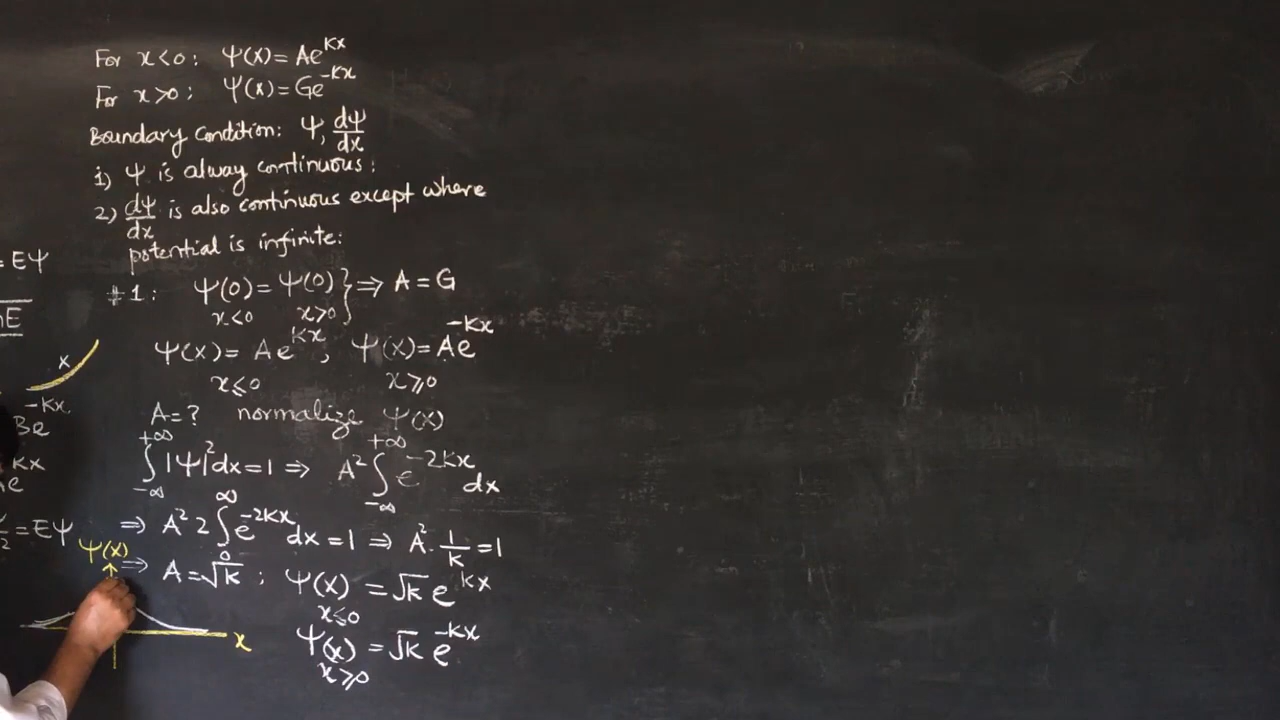 For x<0: Ψ(x)= Ae^{kx}
For x>0; Ψ(x)= Ge^{-kx}
Boundary Condition: Ψ, dΨ/dx
1) Ψ is alway continuous:
2) dΨ/dx is also continuous except where
potential is infinite:
= EΨ
#1: Ψ(0) = Ψ(0) } ⟹ A = G
x<0 x>0
E
Ψ(x) = Ae^{kx}, Ψ(x) = Ae^{-kx}
x≤0 x≥0
x
A=? normalize Ψ(x)
Be^{-kx}
∫_{-∞}^{+∞} |Ψ|² dx = 1 ⟹ A² ∫_{-∞}^{+∞} e^{-2kx} dx
e^{kx}
⟹ A² 2 ∫_0^∞ e^{-2kx} dx = 1 ⟹ A² · 1/k = 1
= EΨ
Ψ(x)
⟹ A = √k ; Ψ(x) = √k e^{kx}
x≤0
x
Ψ(x) = √k e^{-kx}
x≥0